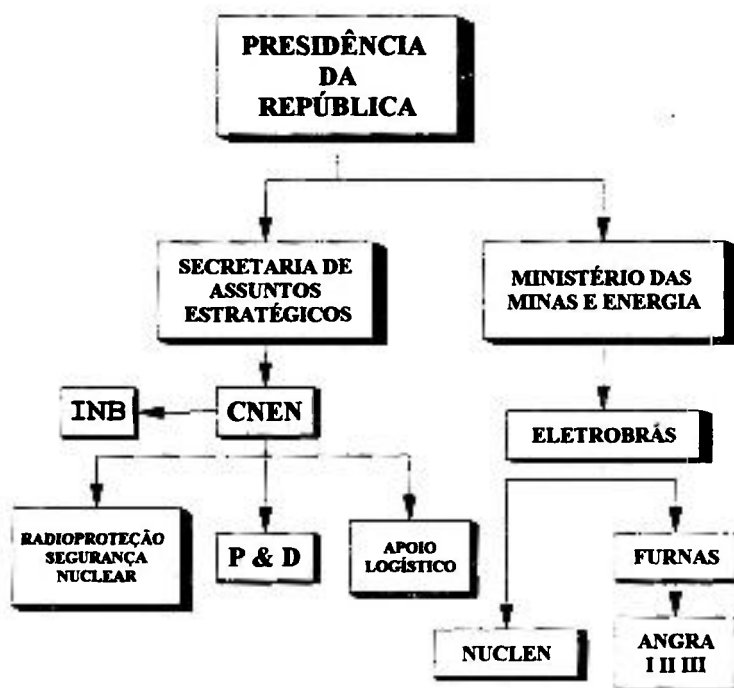 PRESIDÊNCIA
DA
REPÚBLICA
SECRETARIA DE
ASSUNTOS
ESTRATÉGICOS
MINISTÉRIO DAS
MINAS E ENERGIA
INB
CNEN
ELETROBRÁS
RADIOPROTEÇÃO
SEGURANÇA
NUCLEAR
P & D
APOIO
LOGÍSTICO
FURNAS
NUCLEN
ANGRA
I II III